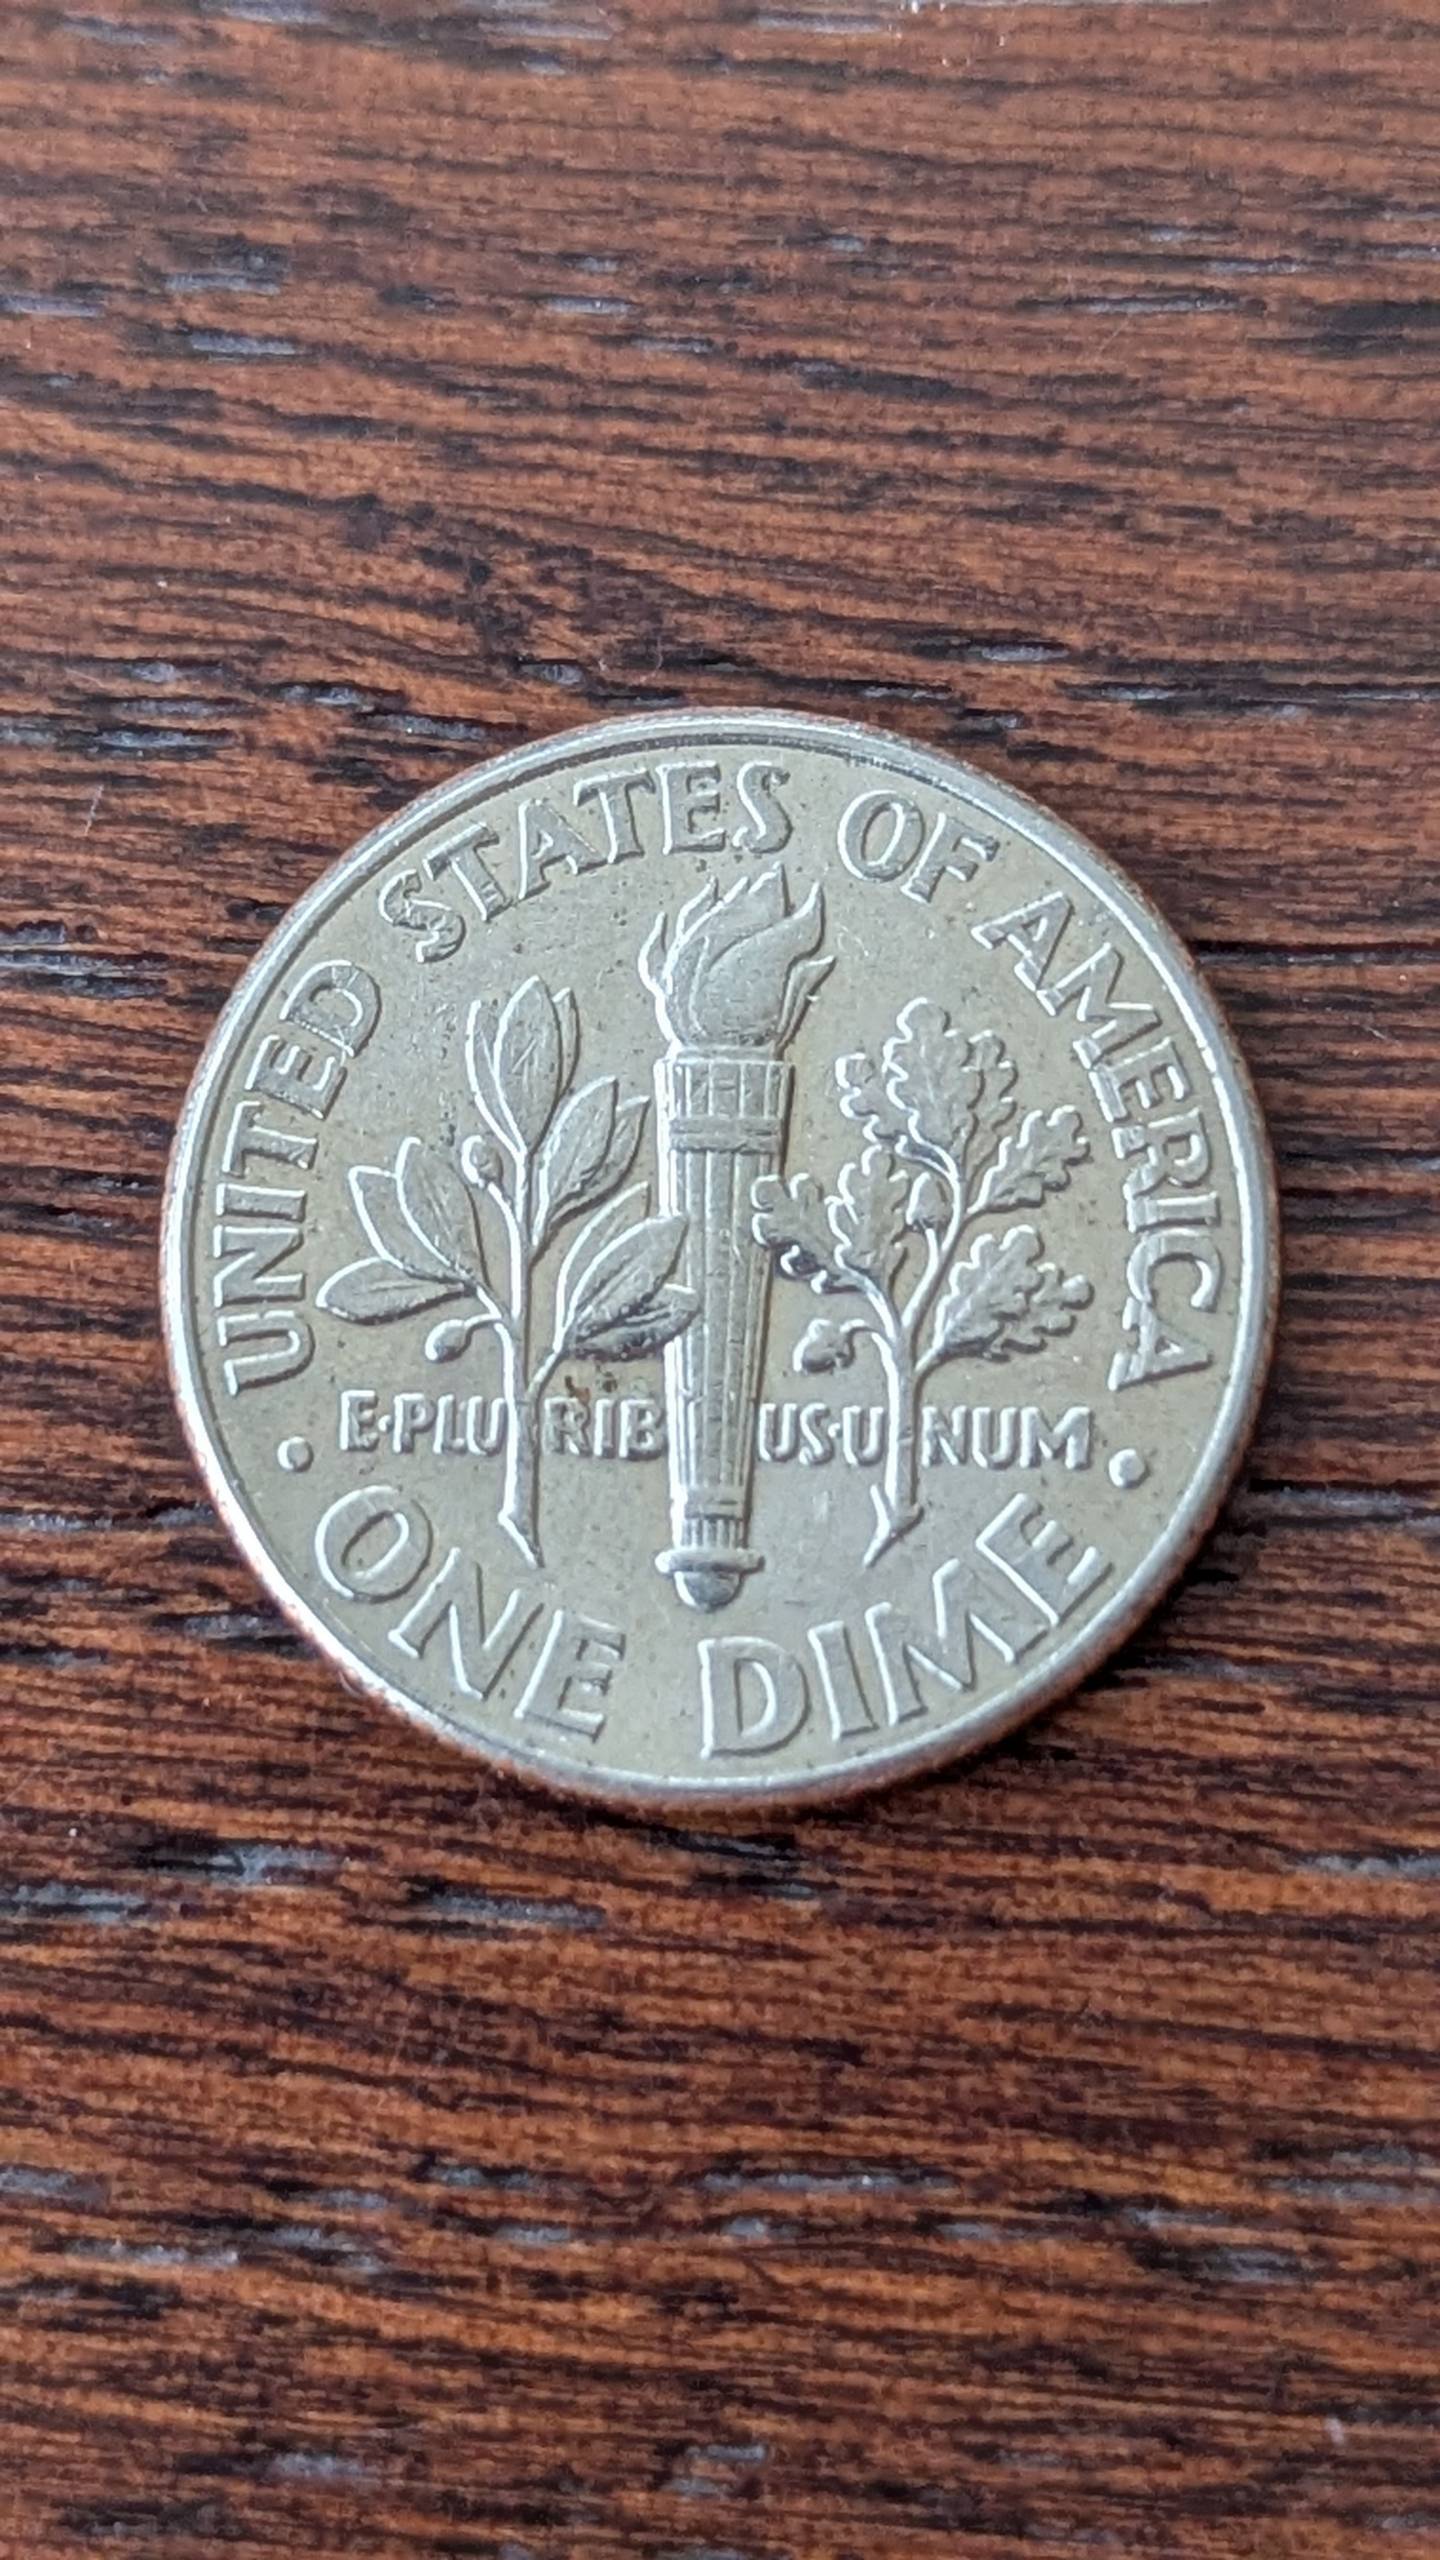 UNITED STATES OF AMERICA
E·PLURIBUS·UNUM
· ONE DIME ·